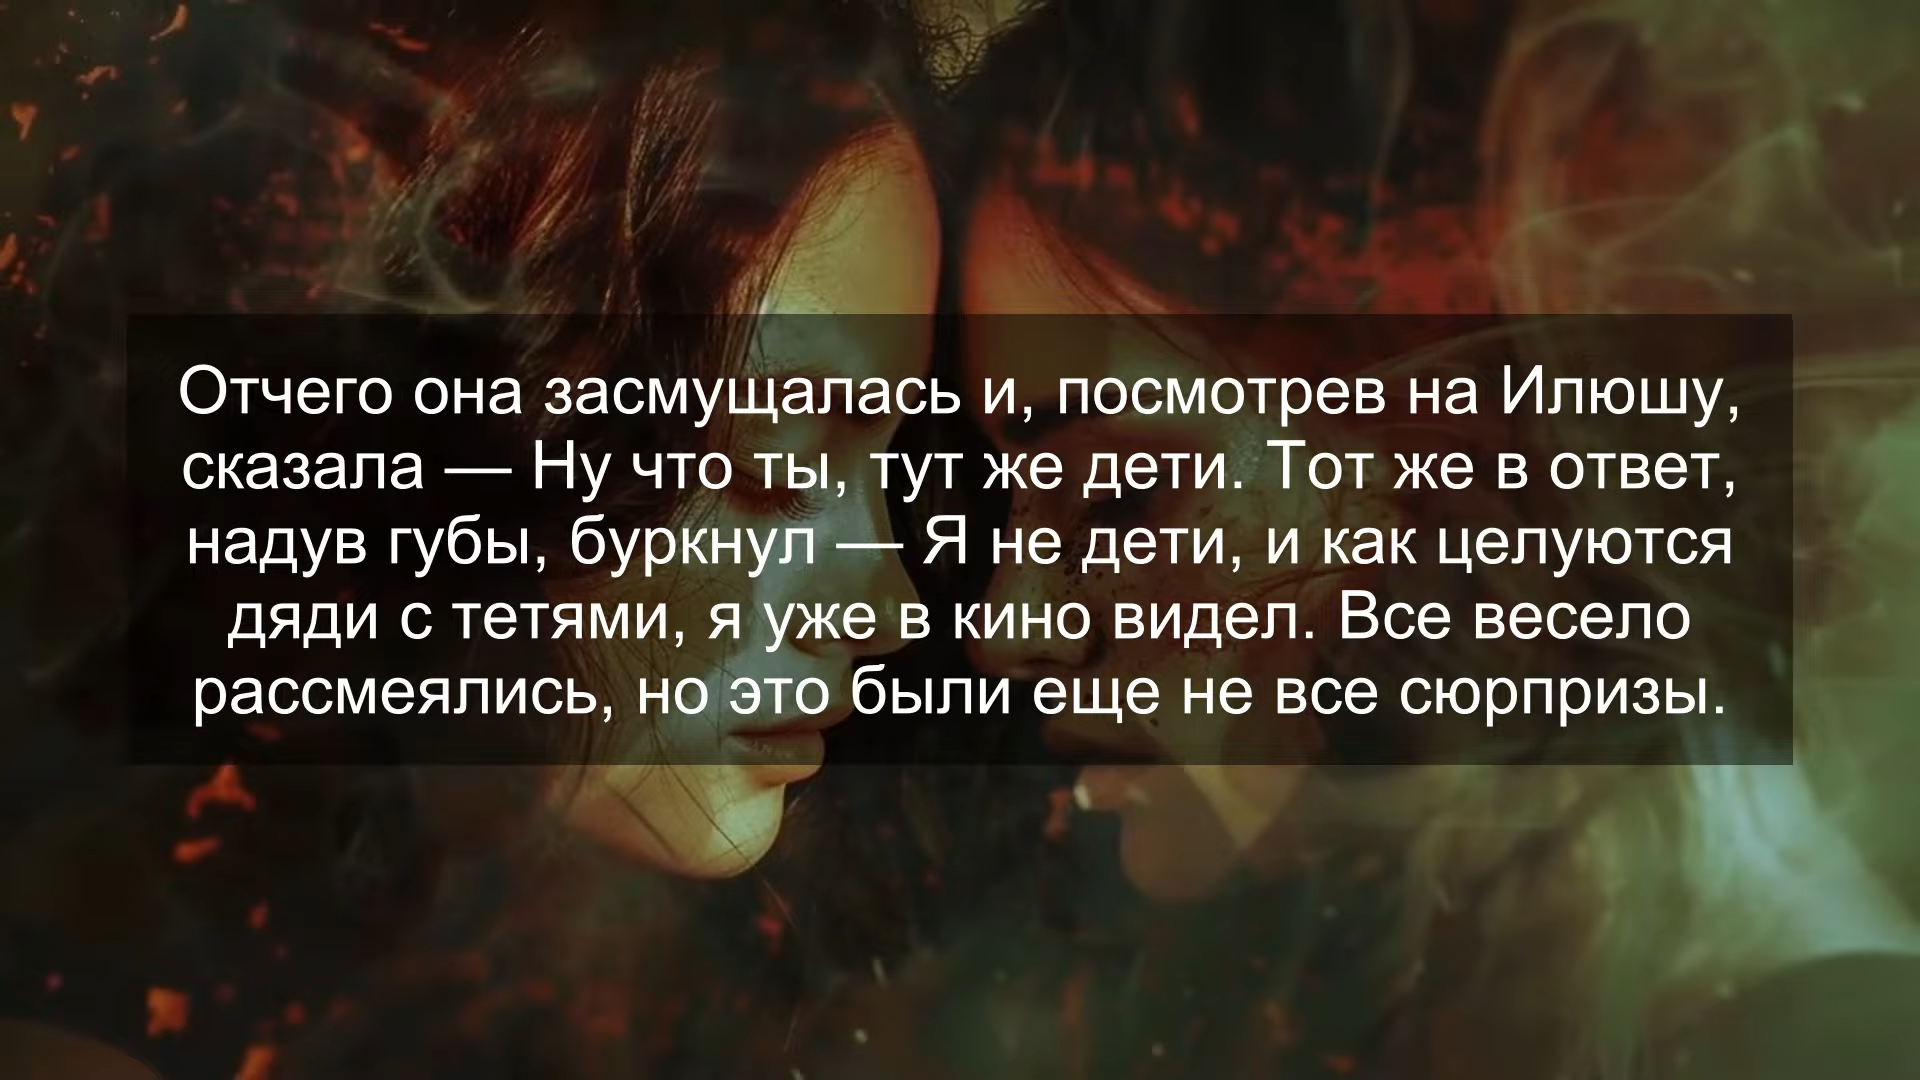 Отчего она засмущалась и, посмотрев на Илюшу,
сказала — Ну что ты, тут же дети. Тот же в ответ,
надув губы, буркнул — Я не дети, и как целуются
дяди с тетями, я уже в кино видел. Все весело
рассмеялись, но это были еще не все сюрпризы.